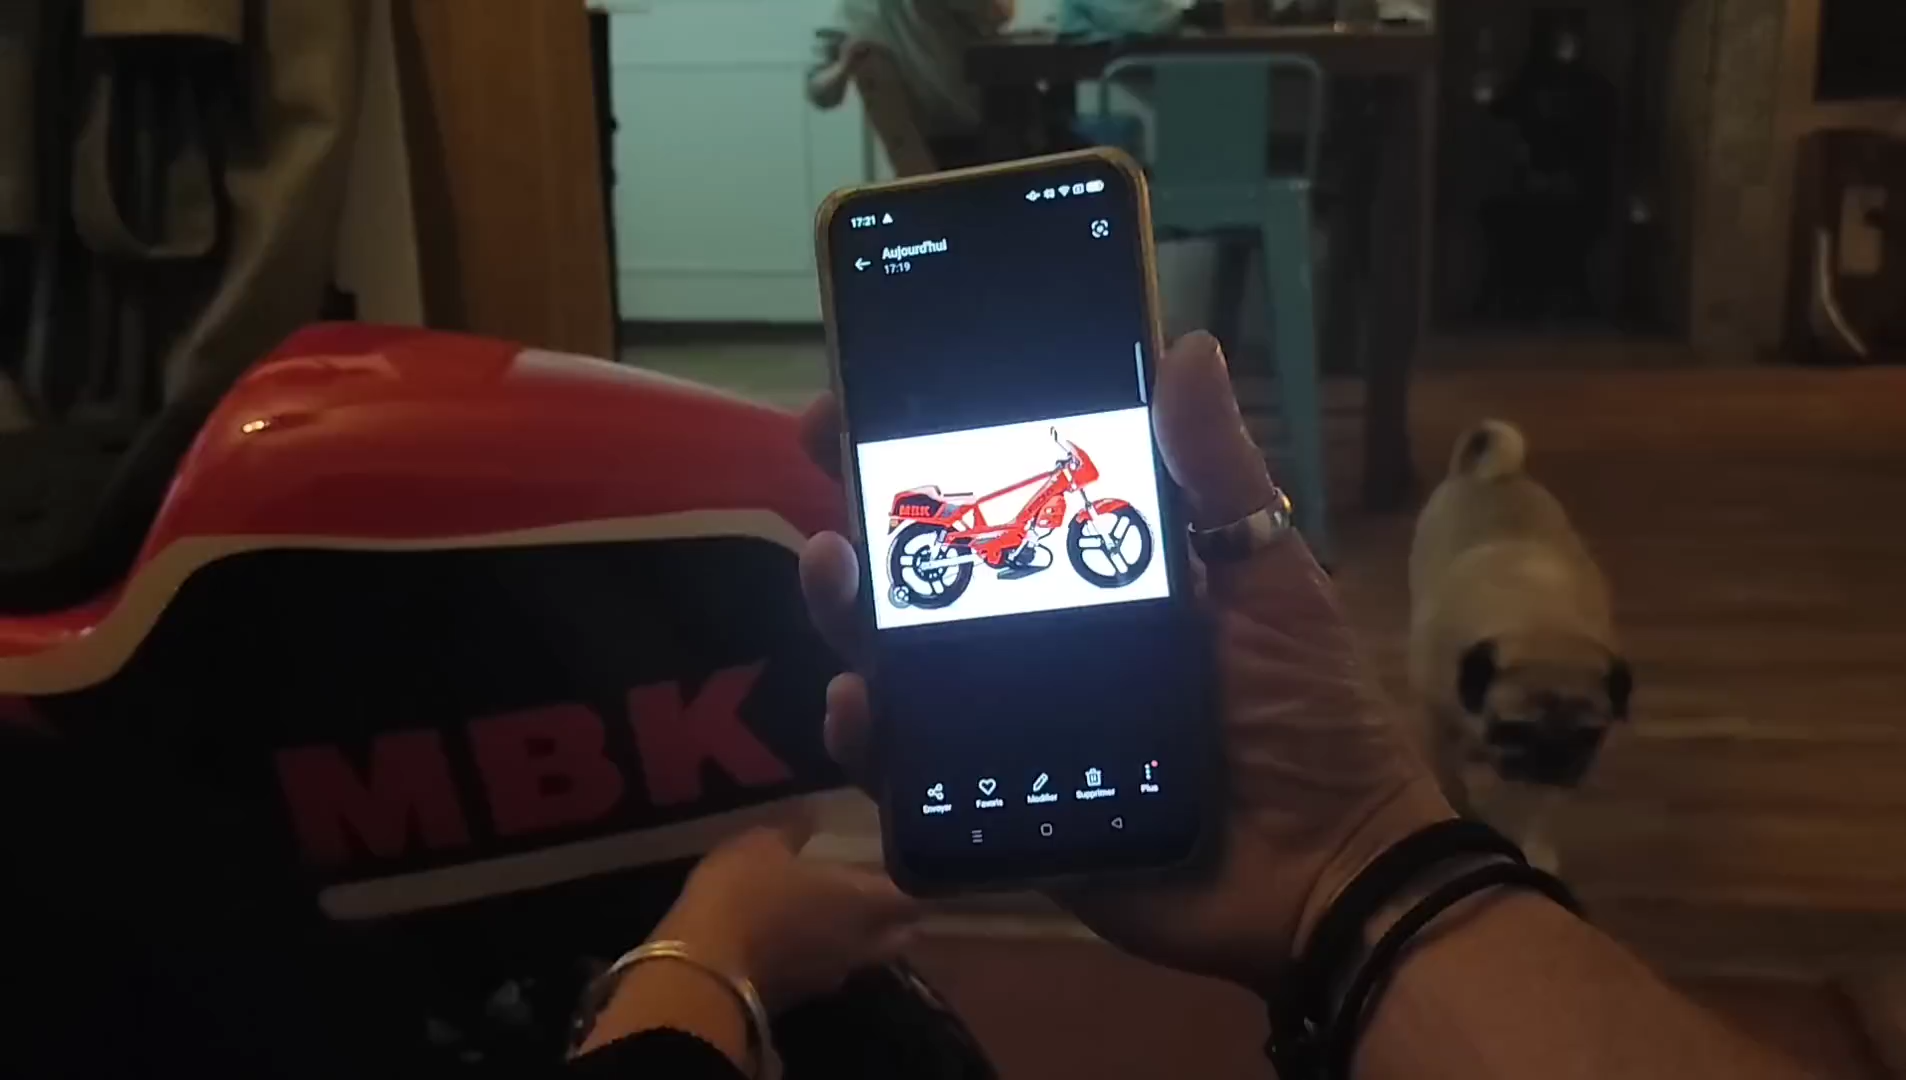 17:21
Aujourd'hui
17:19
MBK
MBK
Envoyer
Favoris
Modifier
Supprimer
Plus